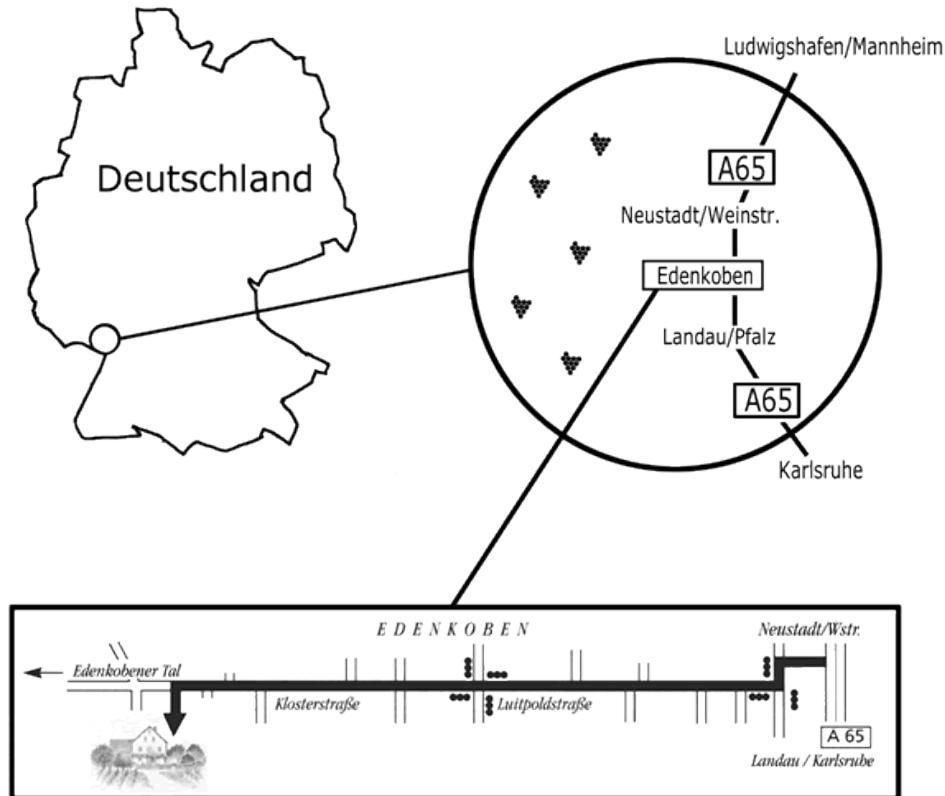 Ludwigshafen/Mannheim
Deutschland
A65
Neustadt/Weinstr.
Edenkoben
Landau/Pfalz
A65
Karlsruhe
EDENKOBEN
Neustadt/Wstr.
Edenkobener Tal
Klosterstraße
Luitpoldstraße
A 65
Landau / Karlsruhe